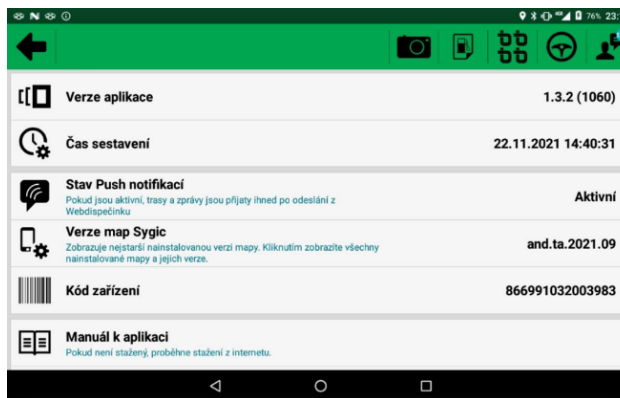 76% 23:
Verze aplikace
1.3.2 (1060)
Čas sestavení
22.11.2021 14:40:31
Stav Push notifikací
Pokud jsou aktivní, trasy a zprávy jsou přijaty ihned po odeslání z
Webdispečinku
Aktivní
Verze map Sygic
Zobrazuje nejstarší nainstalovanou verzi mapy. Kliknutím zobrazíte všechny
nainstalované mapy a jejich verze.
and.ta.2021.09
Kód zařízení
866991032003983
Manuál k aplikaci
Pokud není stažený, proběhne stažení z internetu.